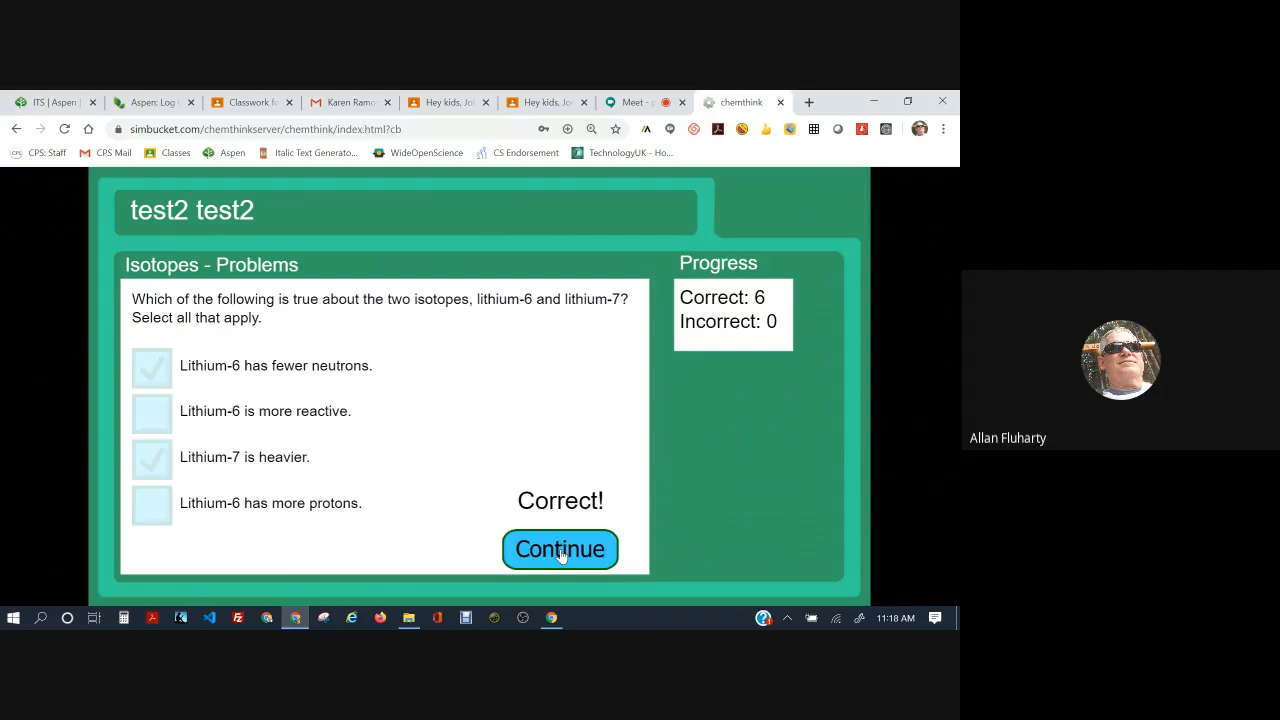 ITS | Aspen
Aspen: Log
Classwork fo
Karen Ramo
Hey kids, Jo
Hey kids, Jo
Meet - p
chemthink
simbucket.com/chemthinkserver/chemthink/index.html?cb
CPS: Staff
CPS Mail
Classes
Aspen
Italic Text Generato...
WideOpenScience
CS Endorsement
TechnologyUK - Ho...
test2 test2
Isotopes - Problems
Progress
Which of the following is true about the two isotopes, lithium-6 and lithium-7?
Select all that apply.
Correct: 6
Incorrect: 0
Lithium-6 has fewer neutrons.
Lithium-6 is more reactive.
Lithium-7 is heavier.
Lithium-6 has more protons.
Correct!
Continue
Allan Fluharty
11:18 AM